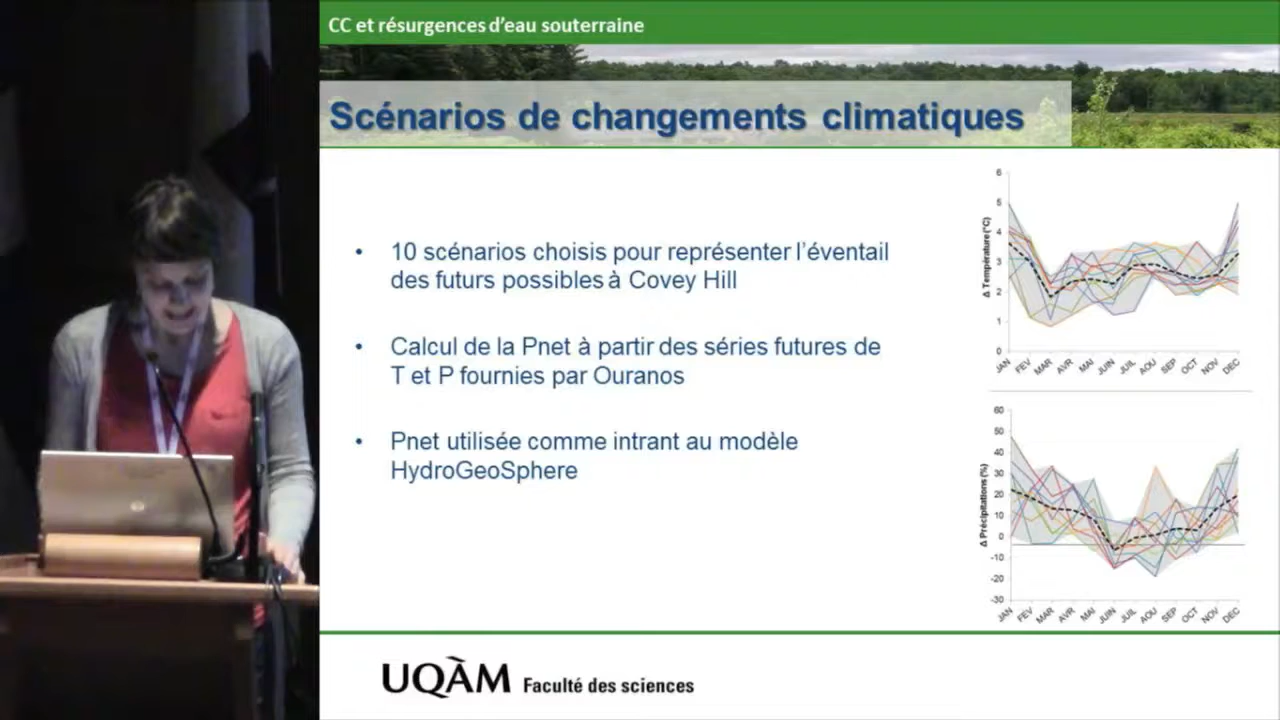 CC et résurgences d'eau souterraine
Scénarios de changements climatiques
• 10 scénarios choisis pour représenter l'éventail
des futurs possibles à Covey Hill
• Calcul de la Pnet à partir des séries futures de
T et P fournies par Ouranos
• Pnet utilisée comme intrant au modèle
HydroGeoSphere
Δ Température (°C)
6
5
4
3
2
1
0
JAN FEV MAR AVR MAI JUIN JUIL AOU SEP OCT NOV DEC
Δ Précipitations (%)
60
50
40
30
20
10
0
-10
-20
-30
JAN FEV MAR AVR MAI JUIN JUIL AOU SEP OCT NOV DEC
UQÀM Faculté des sciences